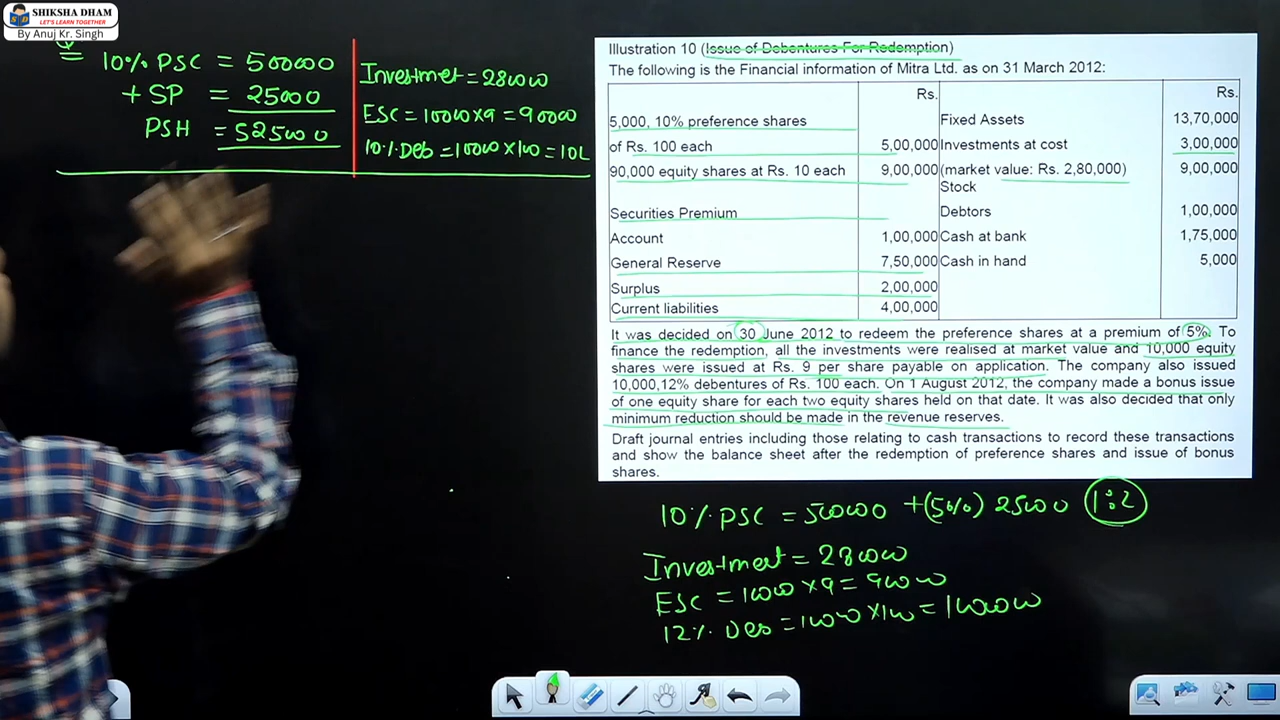 SHIKSHA DHAM
LET'S LEARN TOGETHER
By Anuj Kr. Singh
10% PSC = 500000
+ SP = 25000
PSH = 525000
Investmet = 280000
ESC = 10000×9 = 90000
10% Deb = 10000×100 = 10L
Illustration 10 (Issue of Debentures For Redemption)
The following is the Financial information of Mitra Ltd. as on 31 March 2012:
Rs. Rs.
5,000, 10% preference shares Fixed Assets 13,70,000
of Rs. 100 each 5,00,000 Investments at cost 3,00,000
90,000 equity shares at Rs. 10 each 9,00,000 (market value: Rs. 2,80,000) 9,00,000
Stock
Securities Premium Debtors 1,00,000
Account 1,00,000 Cash at bank 1,75,000
General Reserve 7,50,000 Cash in hand 5,000
Surplus 2,00,000
Current liabilities 4,00,000
It was decided on 30 June 2012 to redeem the preference shares at a premium of 5%. To
finance the redemption, all the investments were realised at market value and 10,000 equity
shares were issued at Rs. 9 per share payable on application. The company also issued
10,000,12% debentures of Rs. 100 each. On 1 August 2012, the company made a bonus issue
of one equity share for each two equity shares held on that date. It was also decided that only
minimum reduction should be made in the revenue reserves.
Draft journal entries including those relating to cash transactions to record these transactions
and show the balance sheet after the redemption of preference shares and issue of bonus
shares.
10% PSC = 500000 + (5%) 25000 1:2
Investment = 280000
ESC = 10000×9 = 90000
12% Deb = 10000×100 = 1000000